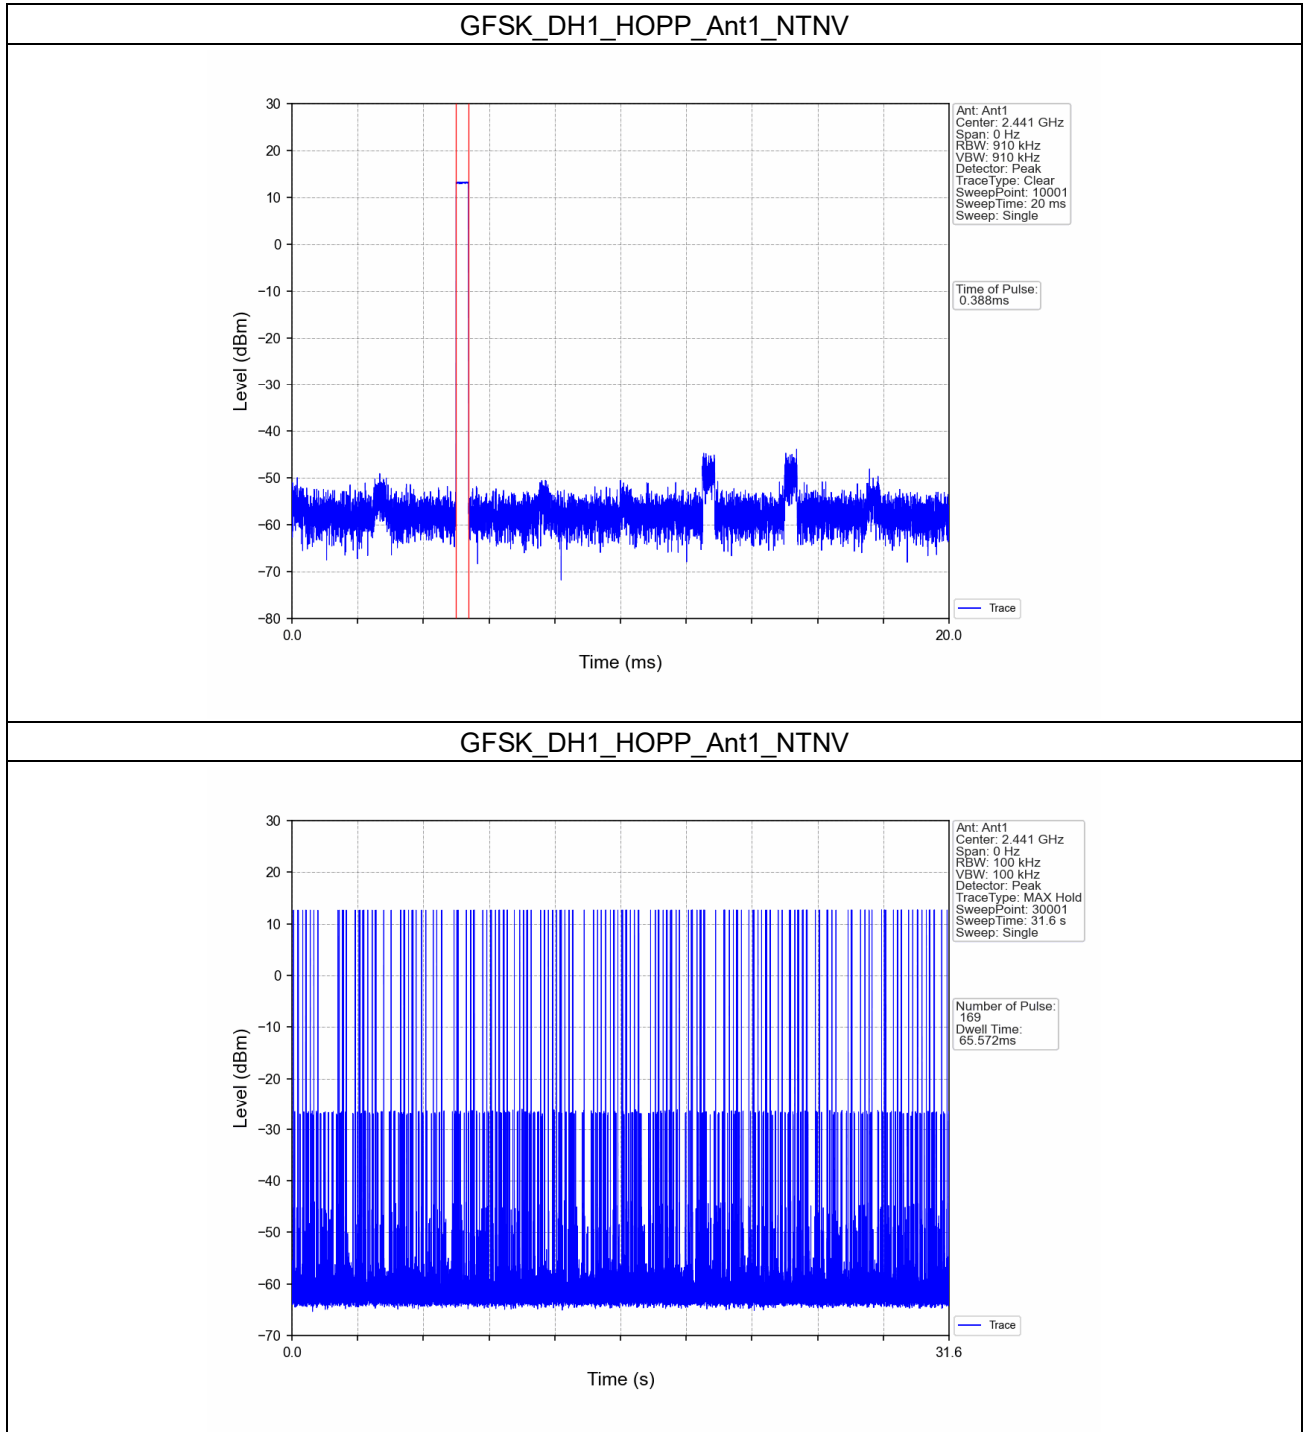 GFSK_DH1_HOPP_Ant1_NTNV
30
20
10
0
−10
−20
−30
−40
−50
−60
−70
−80
Level (dBm)
0.0
20.0
Time (ms)
Ant: Ant1
Center: 2.441 GHz
Span: 0 Hz
RBW: 910 kHz
VBW: 910 kHz
Detector: Peak
TraceType: Clear
SweepPoint: 10001
SweepTime: 20 ms
Sweep: Single
Time of Pulse:
0.388ms
Trace
GFSK_DH1_HOPP_Ant1_NTNV
30
20
10
0
−10
−20
−30
−40
−50
−60
−70
Level (dBm)
0.0
31.6
Time (s)
Ant: Ant1
Center: 2.441 GHz
Span: 0 Hz
RBW: 100 kHz
VBW: 100 kHz
Detector: Peak
TraceType: MAX Hold
SweepPoint: 30001
SweepTime: 31.6 s
Sweep: Single
Number of Pulse:
169
Dwell Time:
65.572ms
Trace